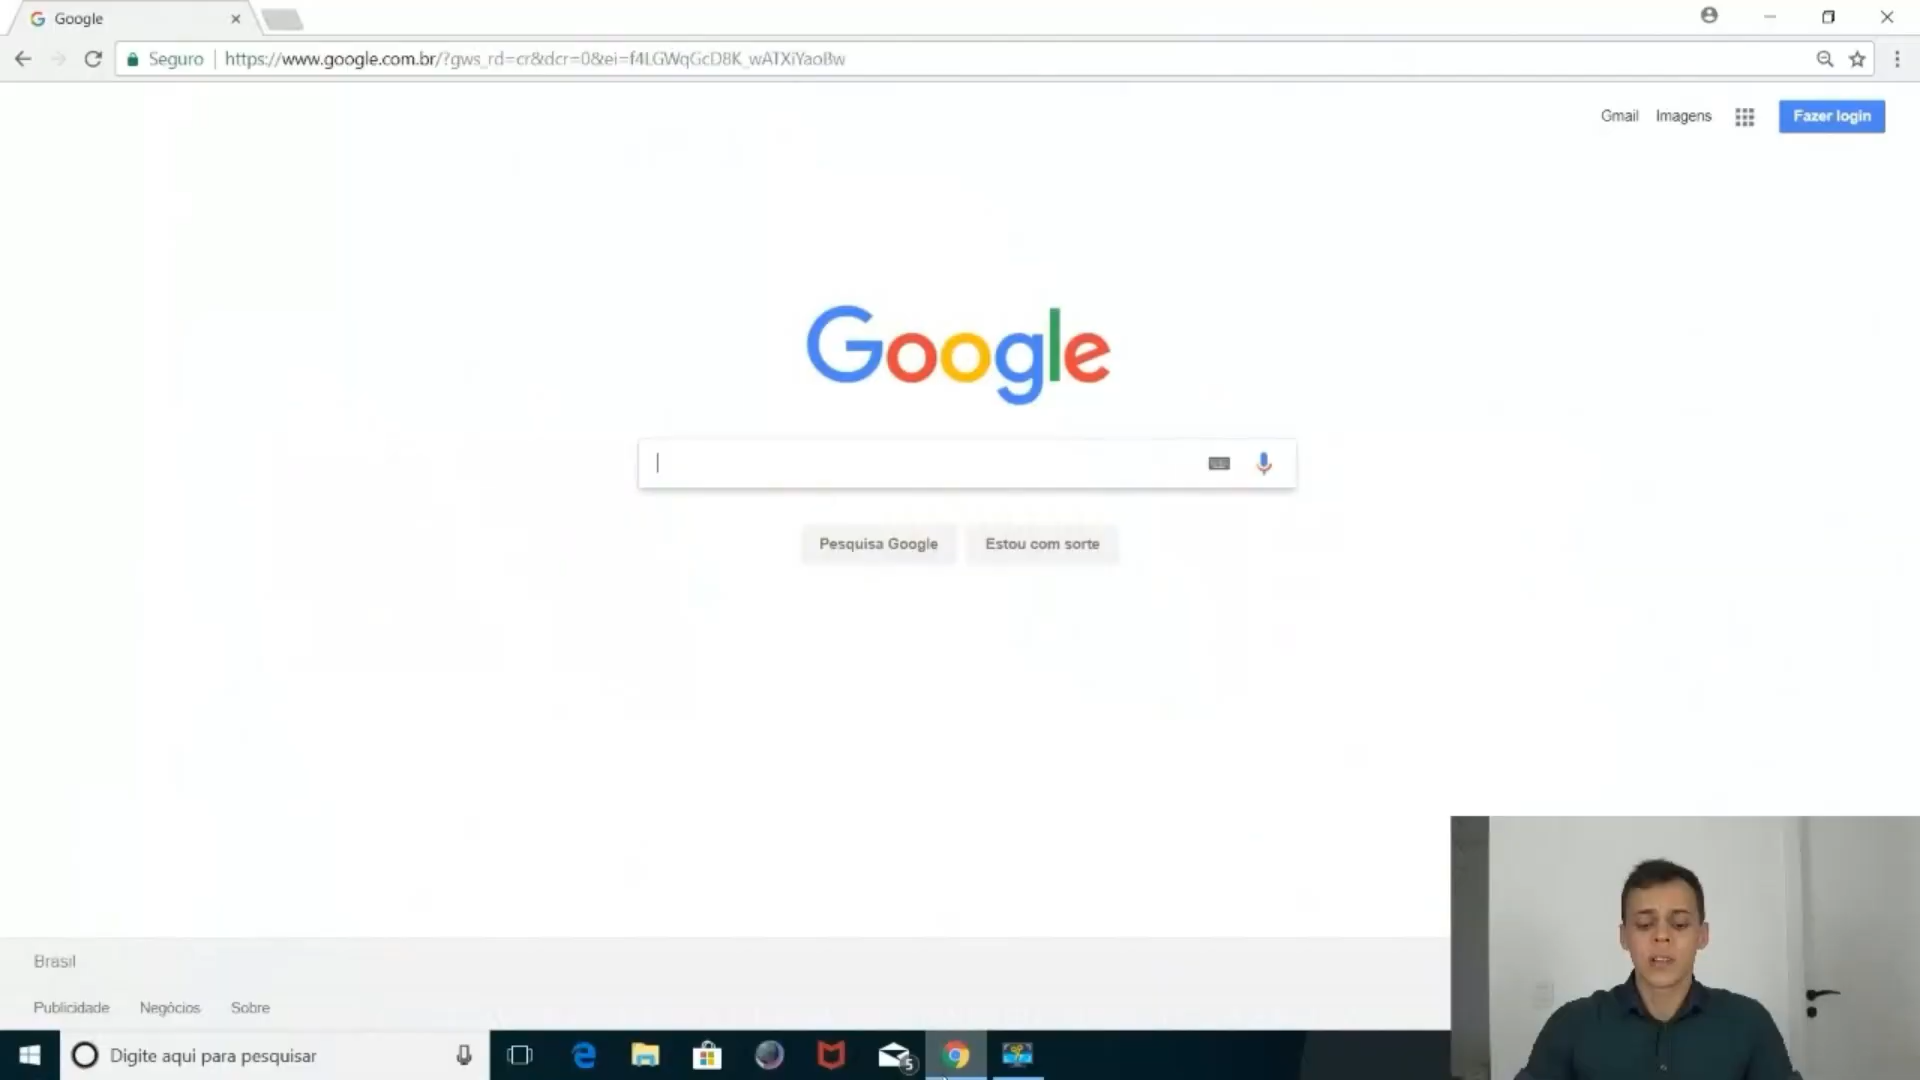 Google
Seguro https://www.google.com.br/?gws_rd=cr&dcr=0&ei=f4LGWqGcD8K_wATXiYaoBw
Gmail Imagens Fazer login
Google
Pesquisa Google Estou com sorte
Brasil
Publicidade Negócios Sobre
Digite aqui para pesquisar 5